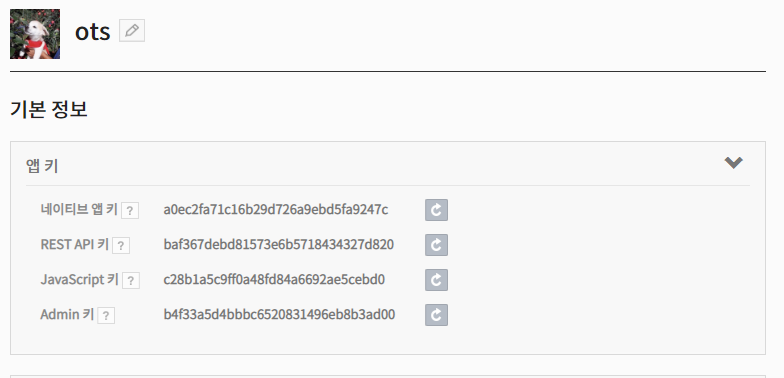 ots
기본 정보
앱 키
네이티브 앱 키 ? a0ec2fa71c16b29d726a9ebd5fa9247c
REST API 키 ? baf367debd81573e6b5718434327d820
JavaScript 키 ? c28b1a5c9ff0a48fd84a6692ae5cebd0
Admin 키 ? b4f33a5d4bbbc6520831496eb8b3ad00